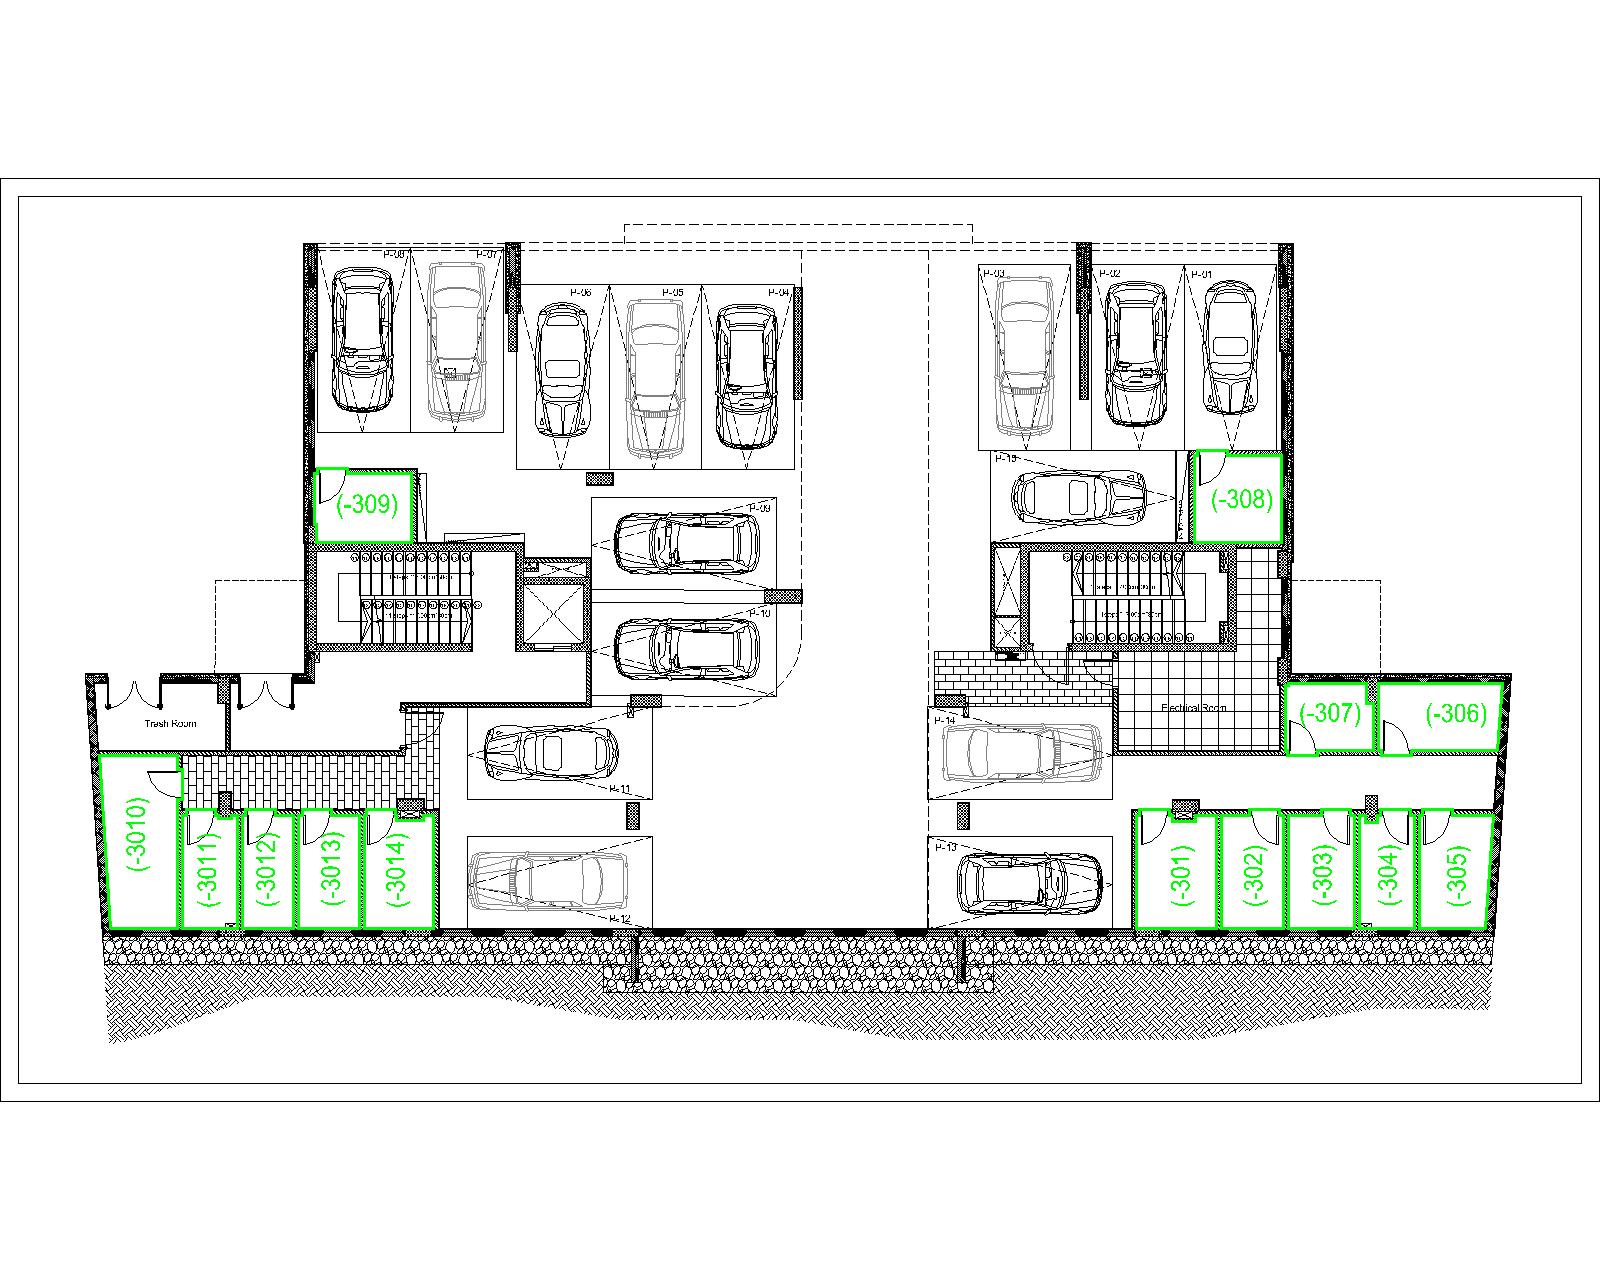 P-08
P-07
P-06
P-05
P-04
P-03
P-02
P-01
(-309)
P-09
P-15
(-308)
P-10
Trash Room
Electrical Room
(-307)
(-306)
P-14
P-11
(-3010)
(-3011)
(-3012)
(-3013)
(-3014)
P-12
P-13
(-301)
(-302)
(-303)
(-304)
(-305)